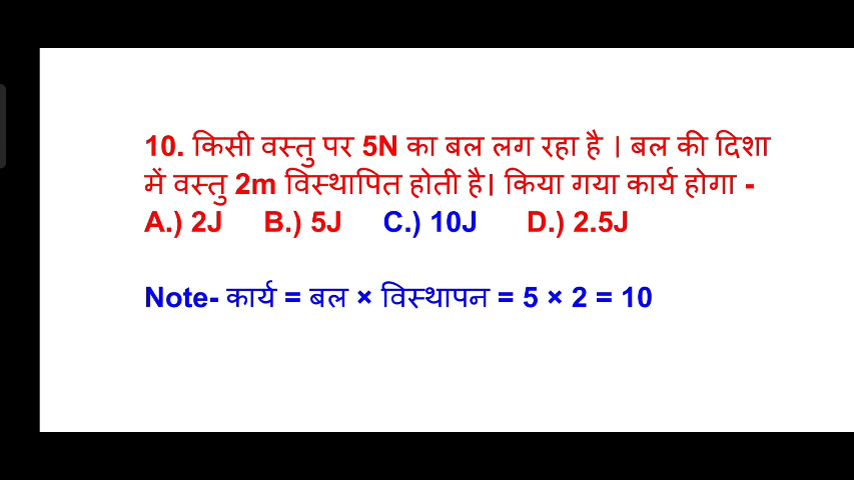 10. किसी वस्तु पर 5N का बल लग रहा है । बल की दिशा
में वस्तु 2m विस्थापित होती है। किया गया कार्य होगा -
A.) 2J B.) 5J C.) 10J D.) 2.5J
Note- कार्य = बल × विस्थापन = 5 × 2 = 10